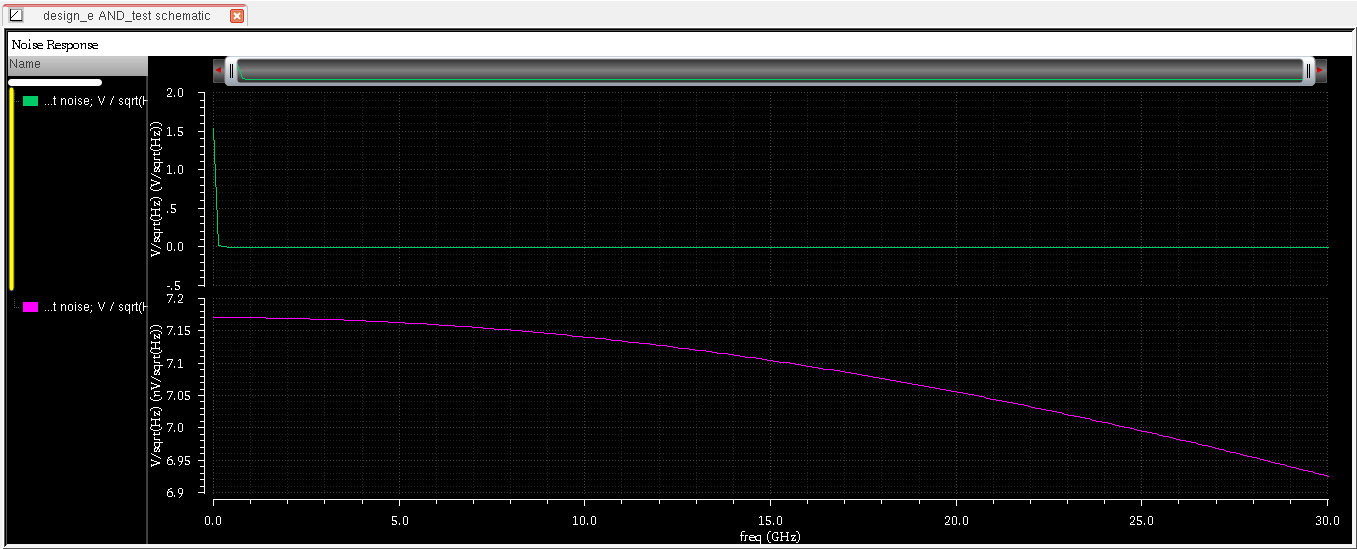 design_e AND_test schematic
Noise Response
Name
...t noise; V / sqrt(H
...t noise; V / sqrt(H
V/sqrt(Hz) (V/sqrt(Hz))
2.0
1.5
1.0
.5
0.0
-.5
V/sqrt(Hz) (nV/sqrt(Hz))
7.2
7.15
7.1
7.05
7.0
6.95
6.9
0.0 5.0 10.0 15.0 20.0 25.0 30.0
freq (GHz)